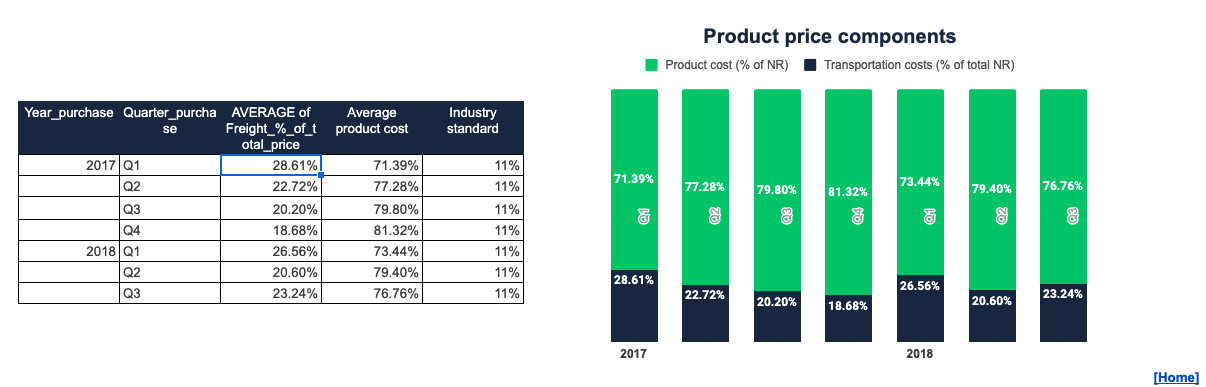 Year_purchase Quarter_purcha AVERAGE of Average Industry
se Freight_%_of_t product cost standard
otal_price
2017 Q1 28.61% 71.39% 11%
Q2 22.72% 77.28% 11%
Q3 20.20% 79.80% 11%
Q4 18.68% 81.32% 11%
2018 Q1 26.56% 73.44% 11%
Q2 20.60% 79.40% 11%
Q3 23.24% 76.76% 11%
Product price components
Product cost (% of NR) Transportation costs (% of total NR)
71.39% 77.28% 79.80% 81.32% 73.44% 79.40% 76.76%
Q1 Q2 Q3 Q4 Q1 Q2 Q3
28.61% 22.72% 20.20% 18.68% 26.56% 20.60% 23.24%
2017 2018
[Home]